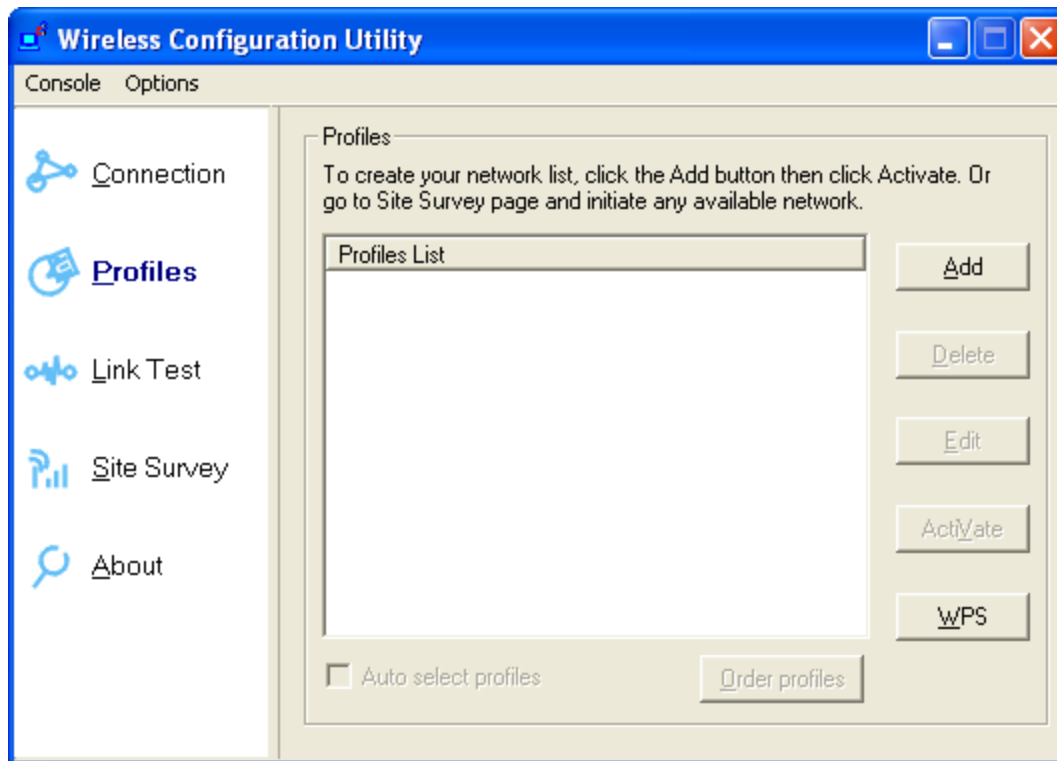 Wireless Configuration Utility
Console Options
Connection
Profiles
Link Test
Site Survey
About
Profiles
To create your network list, click the Add button then click Activate. Or
go to Site Survey page and initiate any available network.
Profiles List
Add
Delete
Edit
ActiVate
WPS
Auto select profiles
Order profiles